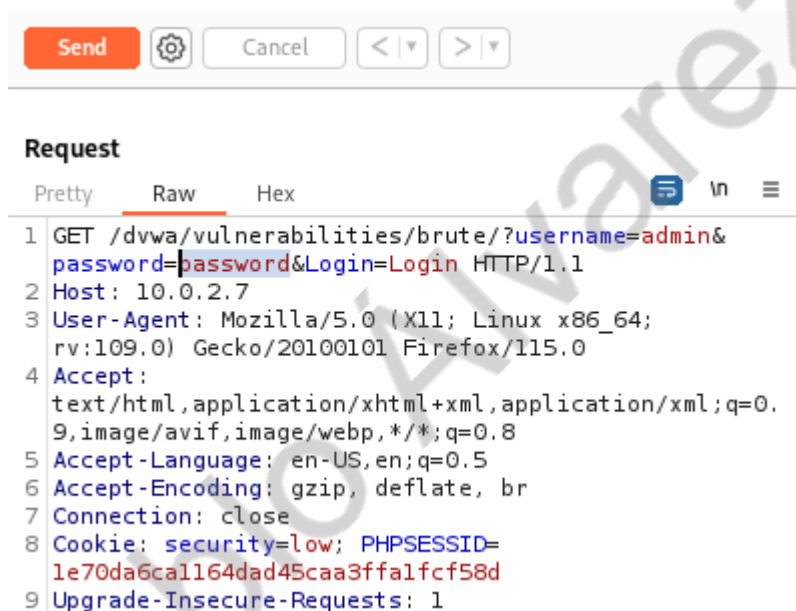 Send Cancel < > 
Request
Pretty Raw Hex \n
1 GET /dvwa/vulnerabilities/brute/?username=admin&
password=password&Login=Login HTTP/1.1
2 Host: 10.0.2.7
3 User-Agent: Mozilla/5.0 (X11; Linux x86_64;
rv:109.0) Gecko/20100101 Firefox/115.0
4 Accept:
text/html,application/xhtml+xml,application/xml;q=0.
9,image/avif,image/webp,*/*;q=0.8
5 Accept-Language: en-US,en;q=0.5
6 Accept-Encoding: gzip, deflate, br
7 Connection: close
8 Cookie: security=low; PHPSESSID=
1e70da6ca1164dad45caa3ffa1fcf58d
9 Upgrade-Insecure-Requests: 1